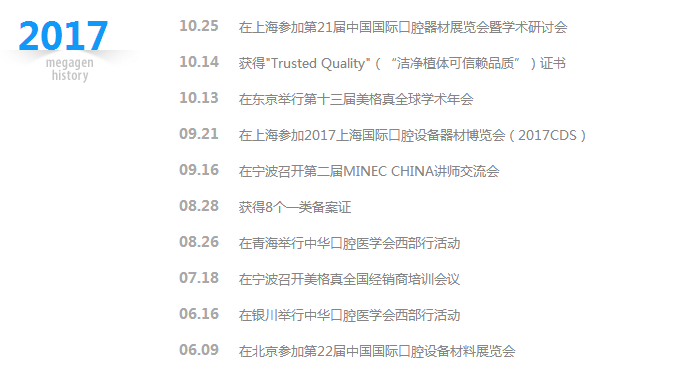 2017
megagen
history
10.25 在上海参加第21届中国国际口腔器材展览会暨学术研讨会
10.14 获得"Trusted Quality"（“洁净植体可信赖品质”）证书
10.13 在东京举行第十三届美格真全球学术年会
09.21 在上海参加2017上海国际口腔设备器材博览会（2017CDS）
09.16 在宁波召开第二届MINEC CHINA讲师交流会
08.28 获得8个一类备案证
08.26 在青海举行中华口腔医学会西部行活动
07.18 在宁波召开美格真全国经销商培训会议
06.16 在银川举行中华口腔医学会西部行活动
06.09 在北京参加第22届中国国际口腔设备材料展览会